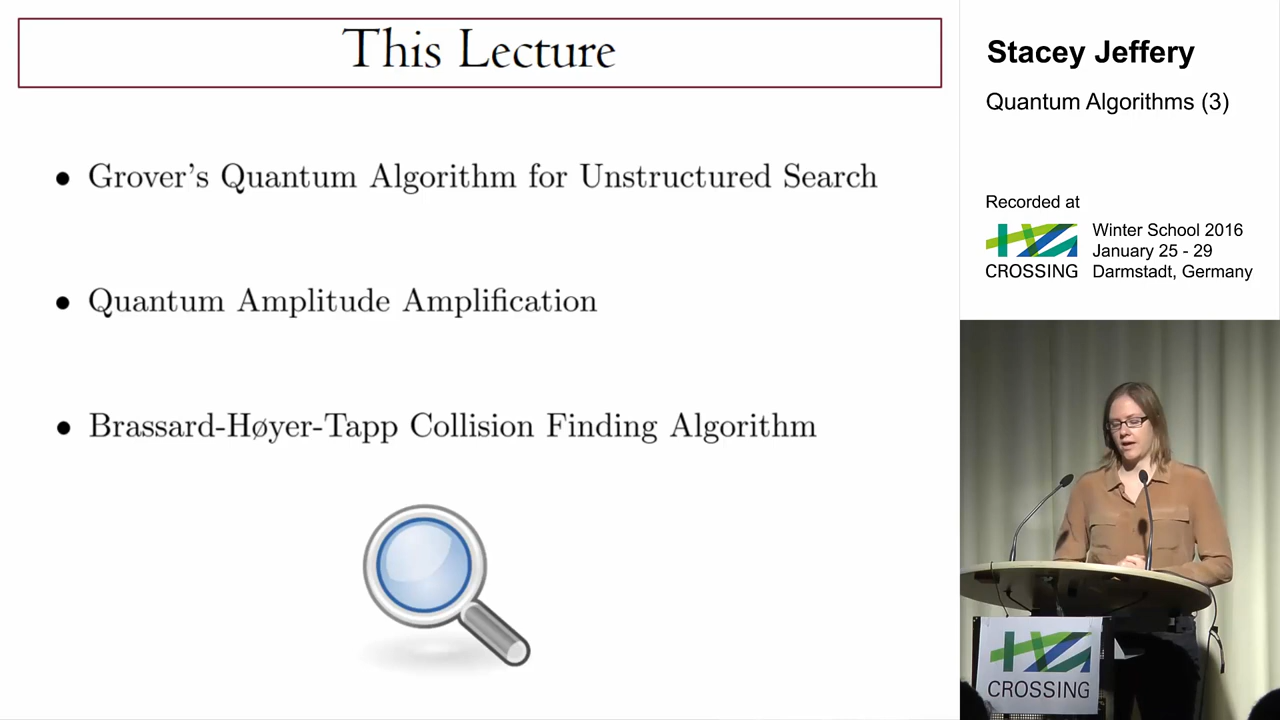 This Lecture
• Grover's Quantum Algorithm for Unstructured Search
• Quantum Amplitude Amplification
• Brassard-Høyer-Tapp Collision Finding Algorithm
Stacey Jeffery
Quantum Algorithms (3)
Recorded at
CROSSING
Winter School 2016
January 25 - 29
Darmstadt, Germany
CROSSING